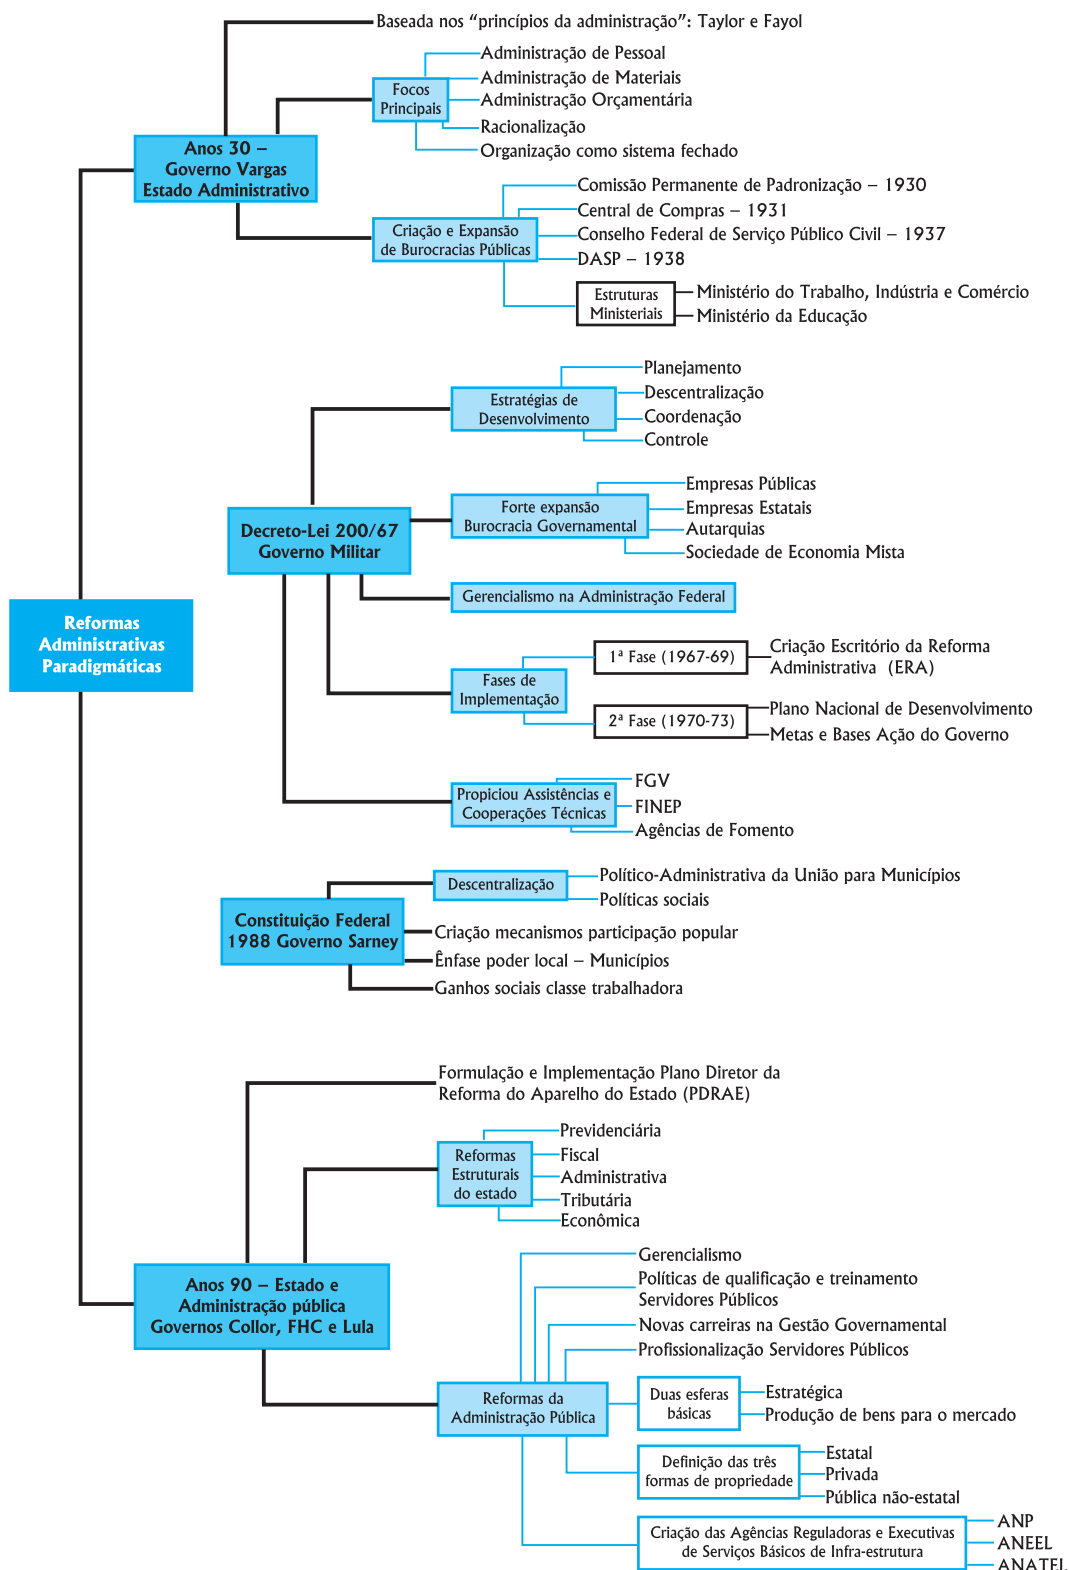 Baseada nos “princípios da administração”: Taylor e Fayol
Administração de Pessoal
Administração de Materiais
Focos
Principais
Administração Orçamentária
Racionalização
Organização como sistema fechado
Anos 30 –
Governo Vargas
Estado Administrativo
Comissão Permanente de Padronização – 1930
Central de Compras – 1931
Criação e Expansão
de Burocracias Públicas
Conselho Federal de Serviço Público Civil – 1937
DASP – 1938
Estruturas
Ministeriais
Ministério do Trabalho, Indústria e Comércio
Ministério da Educação
Planejamento
Descentralização
Estratégias de
Desenvolvimento
Coordenação
Controle
Empresas Públicas
Empresas Estatais
Forte expansão
Burocracia Governamental
Autarquias
Sociedade de Economia Mista
Decreto-Lei 200/67
Governo Militar
Gerencialismo na Administração Federal
Reformas
Administrativas
Paradigmáticas
1ª Fase (1967-69)
Criação Escritório da Reforma
Administrativa (ERA)
Fases de
Implementação
2ª Fase (1970-73)
Plano Nacional de Desenvolvimento
Metas e Bases Ação do Governo
FGV
Propiciou Assistências e
Cooperações Técnicas
FINEP
Agências de Fomento
Descentralização
Político-Administrativa da União para Municípios
Políticas sociais
Constituição Federal
1988 Governo Sarney
Criação mecanismos participação popular
Ênfase poder local – Municípios
Ganhos sociais classe trabalhadora
Formulação e Implementação Plano Diretor da
Reforma do Aparelho do Estado (PDRAE)
Previdenciária
Reformas
Estruturais
do estado
Fiscal
Administrativa
Tributária
Econômica
Gerencialismo
Políticas de qualificação e treinamento
Servidores Públicos
Anos 90 – Estado e
Administração pública
Governos Collor, FHC e Lula
Novas carreiras na Gestão Governamental
Profissionalização Servidores Públicos
Reformas da
Administração Pública
Duas esferas
básicas
Estratégica
Produção de bens para o mercado
Definição das três
formas de propriedade
Estatal
Privada
Pública não-estatal
Criação das Agências Reguladoras e Executivas
de Serviços Básicos de Infra-estrutura
ANP
ANEEL
ANATEL